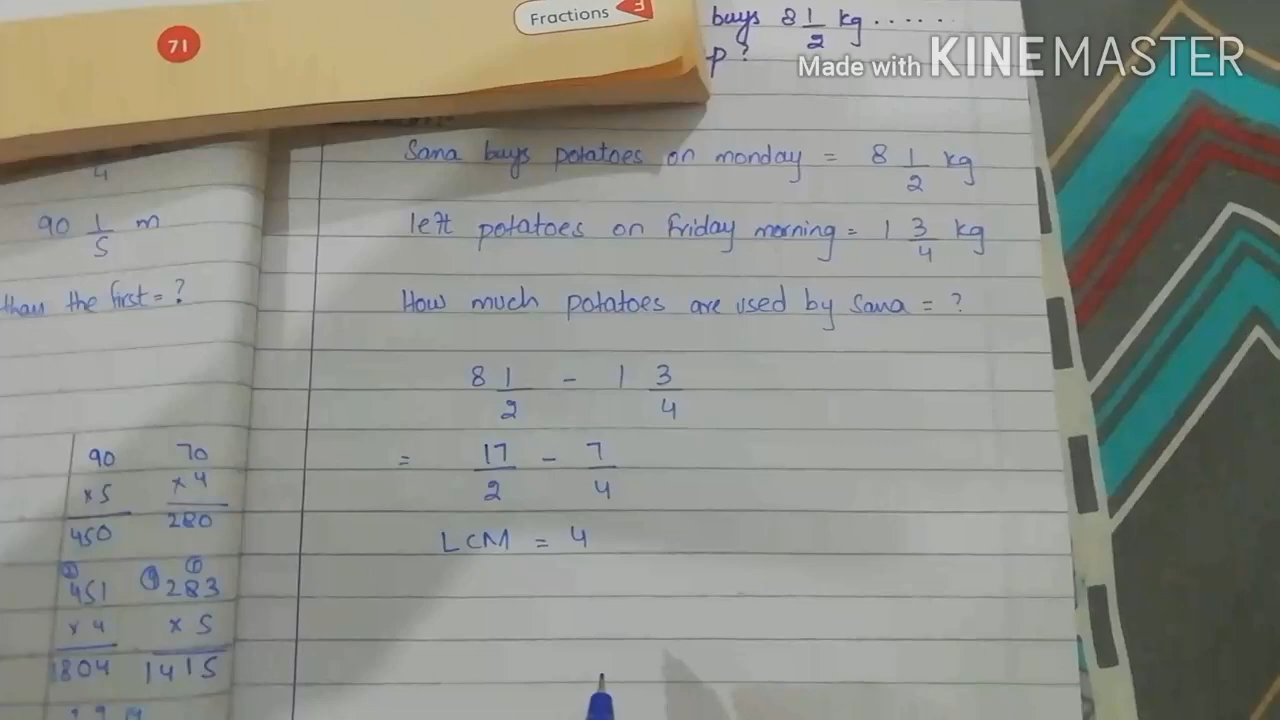 71
Fractions
buys 8 1/2 kg ......
p?
Made with KINEMASTER
4
90 1/5 m
than the first = ?
90 70
×5 ×4
450 280
451 283
×4 ×5
1804 1415
Sana buys potatoes on monday = 8 1/2 kg
left potatoes on Friday morning = 1 3/4 kg
How much potatoes are used by Sana = ?
8 1/2 - 1 3/4
= 17/2 - 7/4
LCM = 4